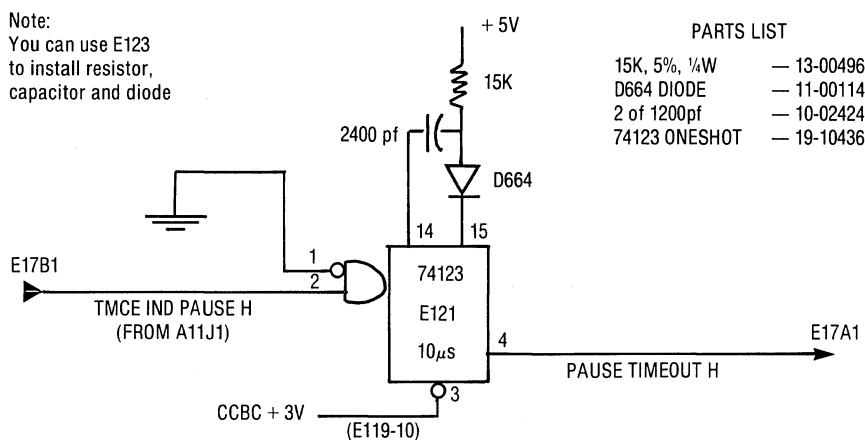 Note:
You can use E123
to install resistor,
capacitor and diode
+ 5V
15K
2400 pf
D664
PARTS LIST
15K, 5%, ¼W — 13-00496
D664 DIODE — 11-00114
2 of 1200pf — 10-02424
74123 ONESHOT — 19-10436
14 15
1
2
E17B1
TMCE IND PAUSE H
(FROM A11J1)
74123
E121
10μs
4
E17A1
PAUSE TIMEOUT H
3
CCBC + 3V
(E119-10)